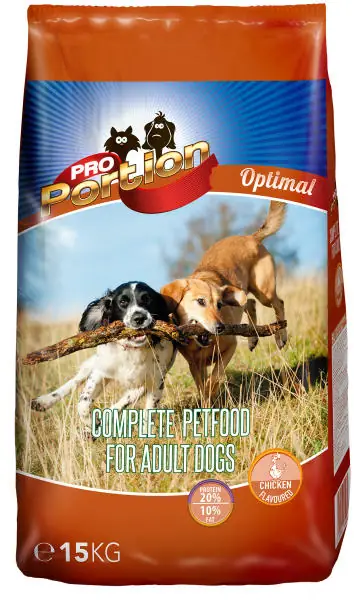 PRO
Portion
Optimal
COMPLETE PETFOOD
FOR ADULT DOGS
PROTEIN
20%
10%
FAT
CHICKEN
FLAVOURED
℮ 15KG